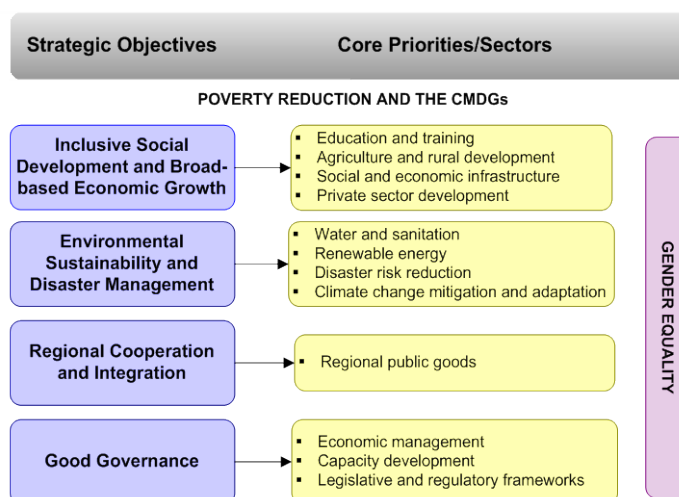 Strategic Objectives
Core Priorities/Sectors
POVERTY REDUCTION AND THE CMDGs
Inclusive Social
Development and Broad-
based Economic Growth
▪ Education and training
▪ Agriculture and rural development
▪ Social and economic infrastructure
▪ Private sector development
Environmental
Sustainability and
Disaster Management
▪ Water and sanitation
▪ Renewable energy
▪ Disaster risk reduction
▪ Climate change mitigation and adaptation
Regional Cooperation
and Integration
▪ Regional public goods
Good Governance
▪ Economic management
▪ Capacity development
▪ Legislative and regulatory frameworks
GENDER EQUALITY